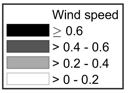 Wind speed
≥ 0.6
> 0.4 - 0.6
> 0.2 - 0.4
> 0 - 0.2